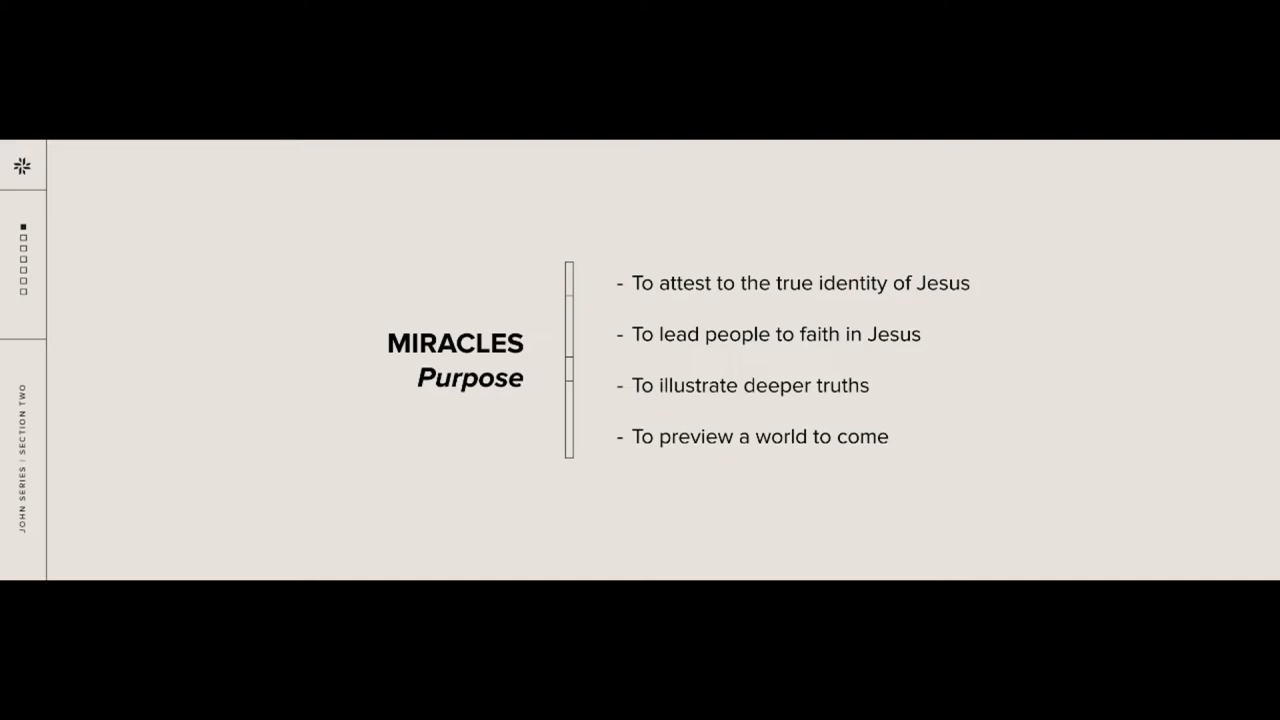 MIRACLES
Purpose
- To attest to the true identity of Jesus
- To lead people to faith in Jesus
- To illustrate deeper truths
- To preview a world to come
JOHN SERIES | SECTION TWO